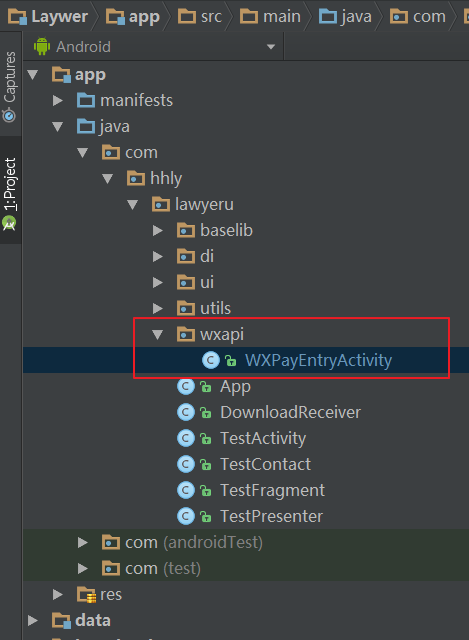 Laywer app src main java com
Captures
1: Project
Android
app
manifests
java
com
hhly
lawyeru
baselib
di
ui
utils
wxapi
C WXPayEntryActivity
C App
C DownloadReceiver
C TestActivity
C TestContact
C TestFragment
C TestPresenter
com (androidTest)
com (test)
res
data